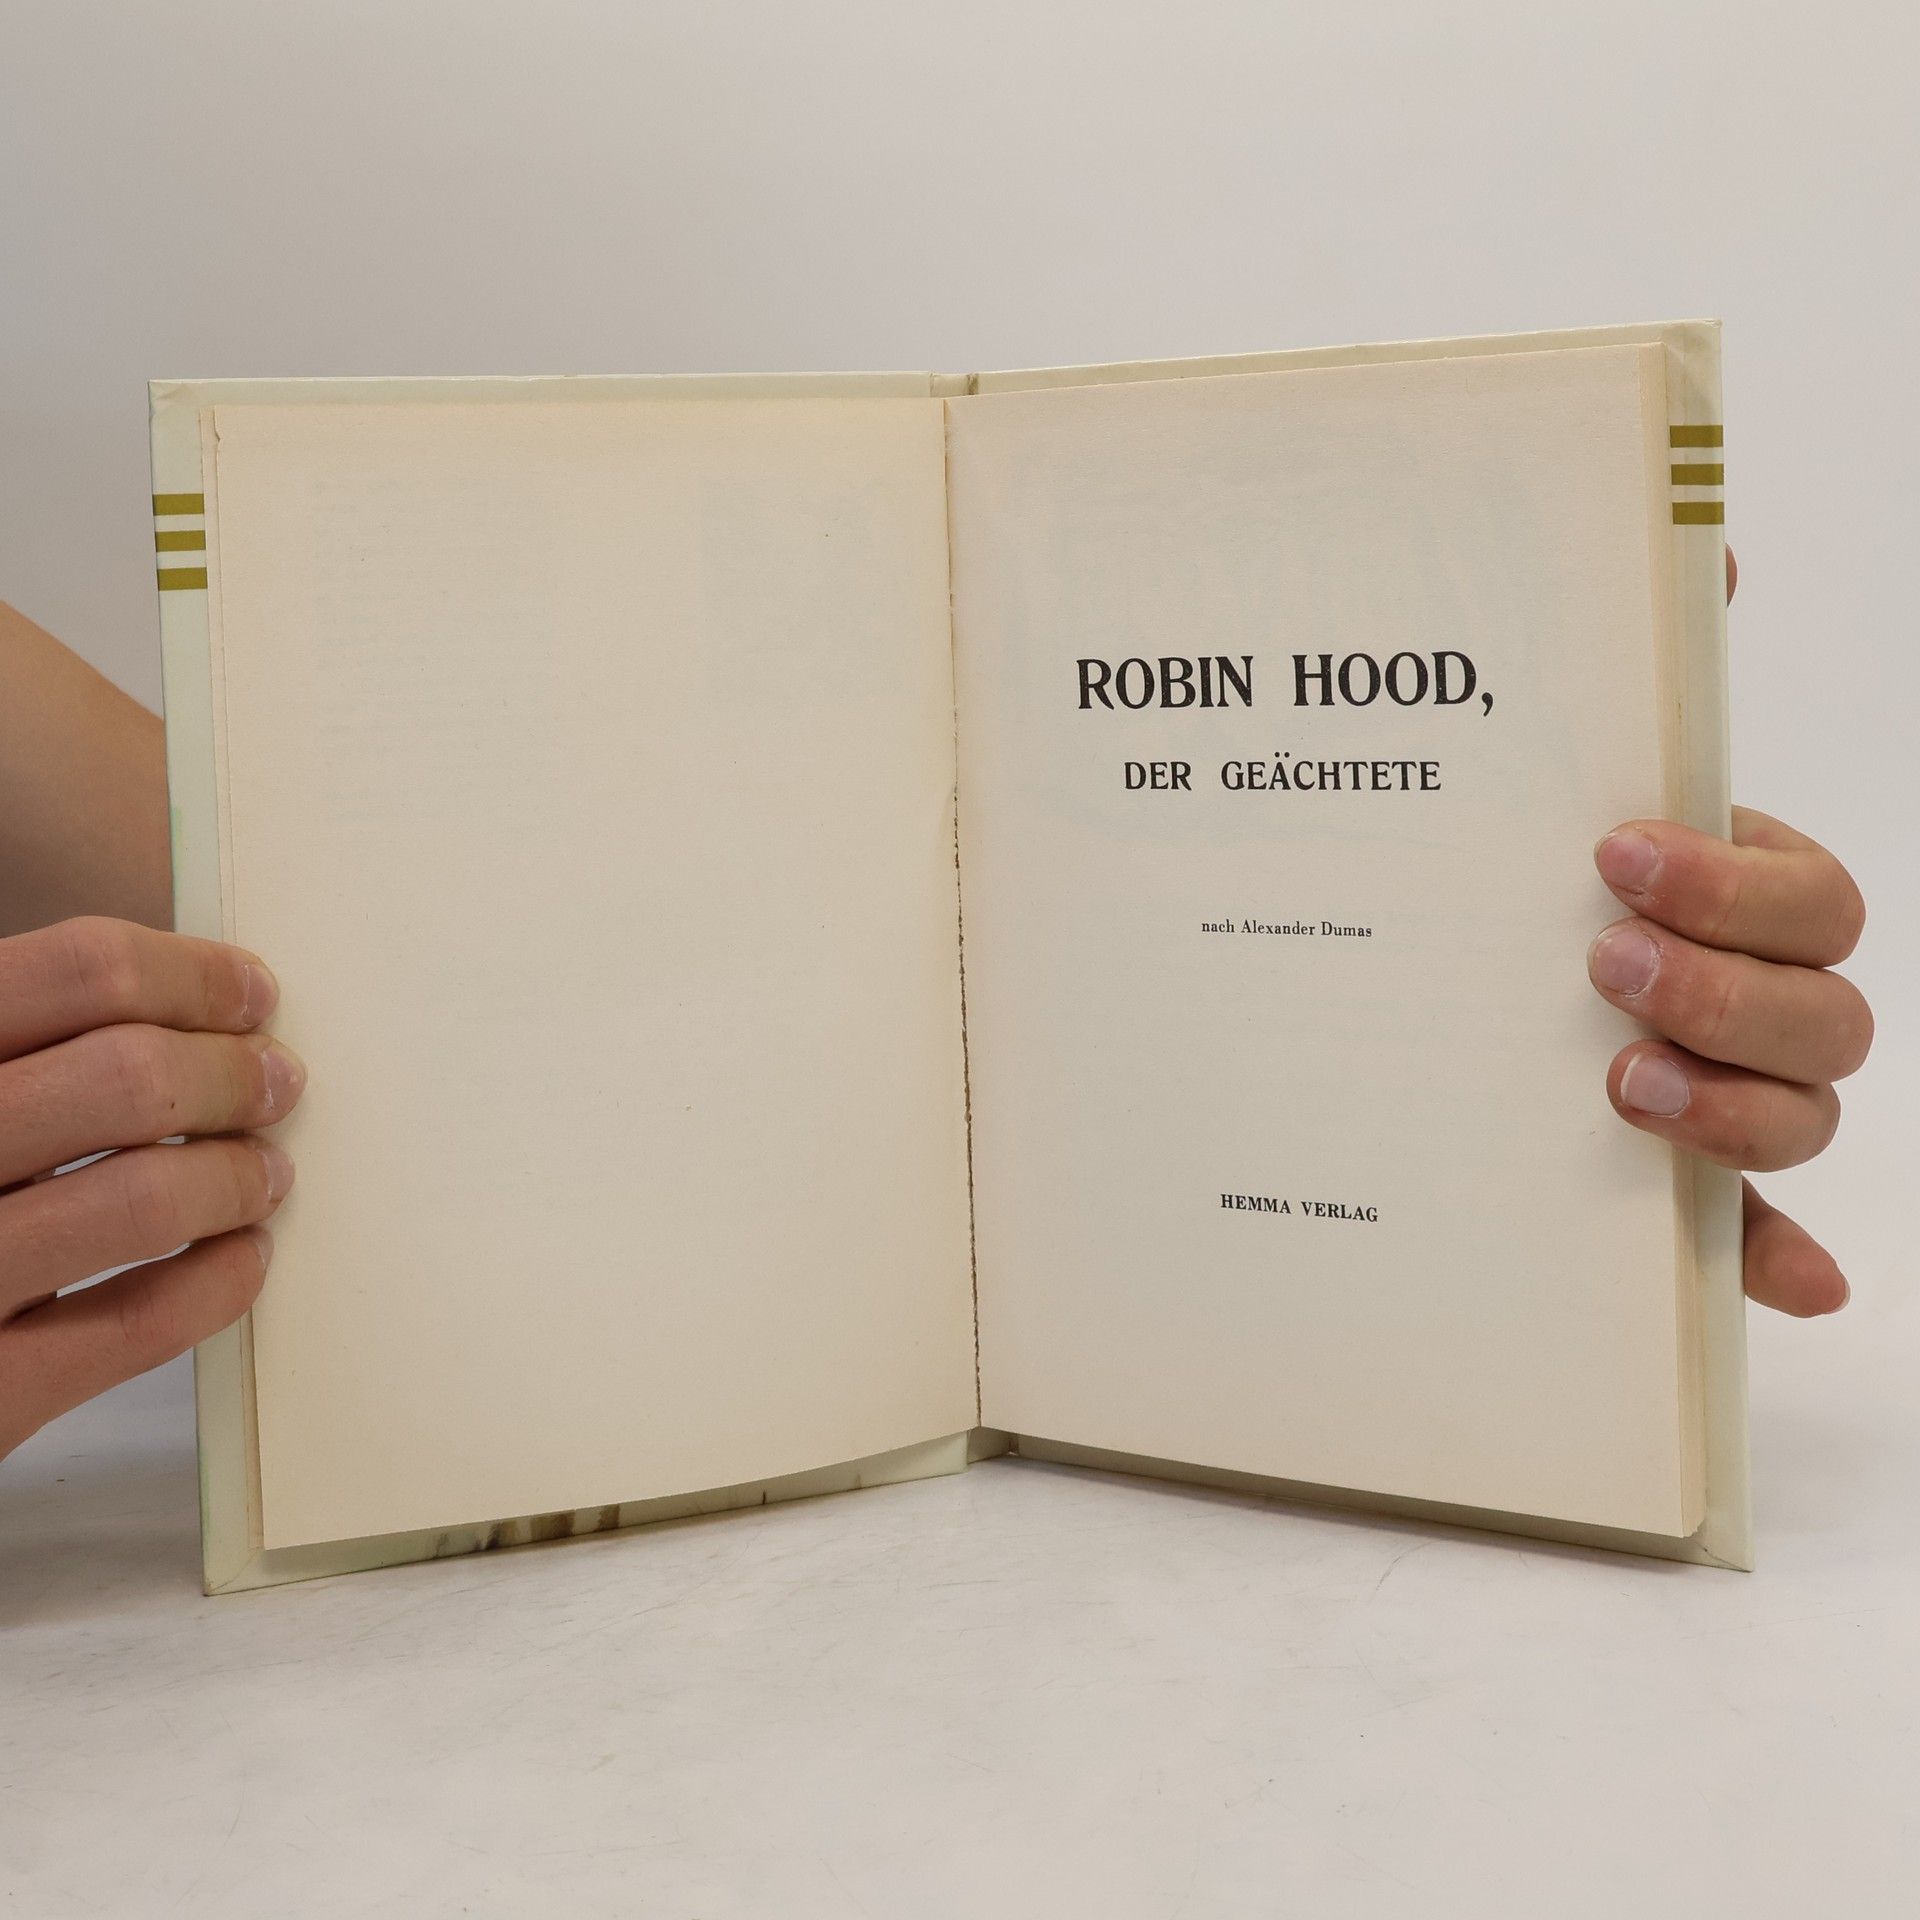 ROBIN HOOD,
DER GEÄCHTETE
nach Alexander Dumas
HEMMA VERLAG